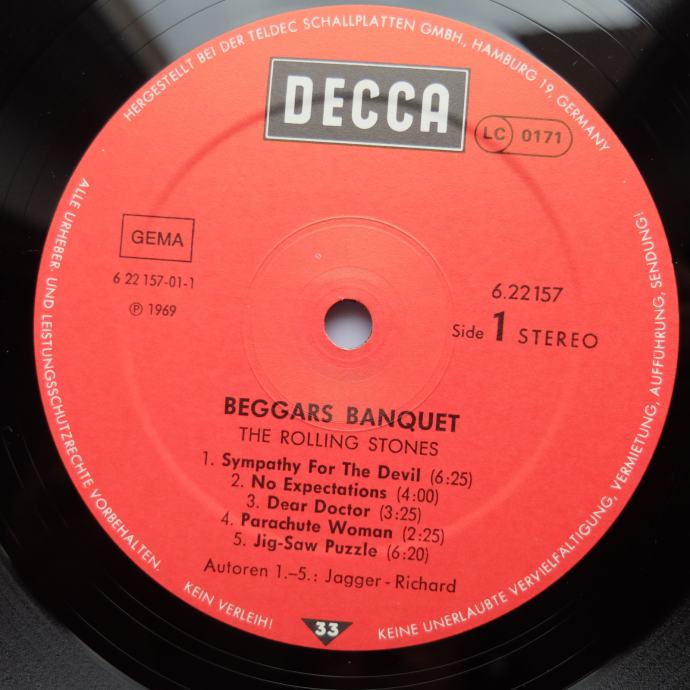 HERGESTELLT BEI DER TELDEC SCHALLPLATTEN GMBH, HAMBURG 19, GERMANY
DECCA
LC 0171
GEMA
6 22 157-01-1
℗ 1969
6.22157
Side 1 STEREO
BEGGARS BANQUET
THE ROLLING STONES
1. Sympathy For The Devil (6:25)
2. No Expectations (4:00)
3. Dear Doctor (3:25)
4. Parachute Woman (2:25)
5. Jig-Saw Puzzle (6:20)
Autoren 1.–5.: Jagger - Richard
33
ALLE URHEBER- UND LEISTUNGSSCHUTZRECHTE VORBEHALTEN.
KEIN VERLEIH!
KEINE UNERLAUBTE VERVIELFÄLTIGUNG, VERMIETUNG, AUFFÜHRUNG, SENDUNG!